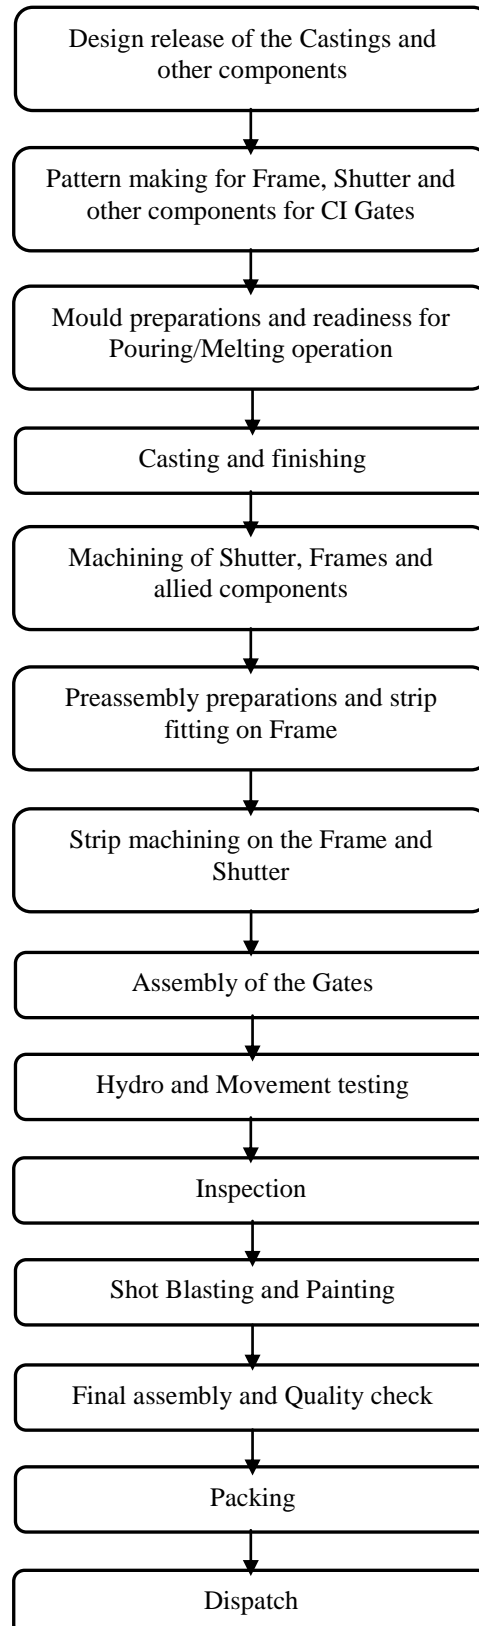 Design release of the Castings and
other components
Pattern making for Frame, Shutter and
other components for CI Gates
Mould preparations and readiness for
Pouring/Melting operation
Casting and finishing
Machining of Shutter, Frames and
allied components
Preassembly preparations and strip
fitting on Frame
Strip machining on the Frame and
Shutter
Assembly of the Gates
Hydro and Movement testing
Inspection
Shot Blasting and Painting
Final assembly and Quality check
Packing
Dispatch